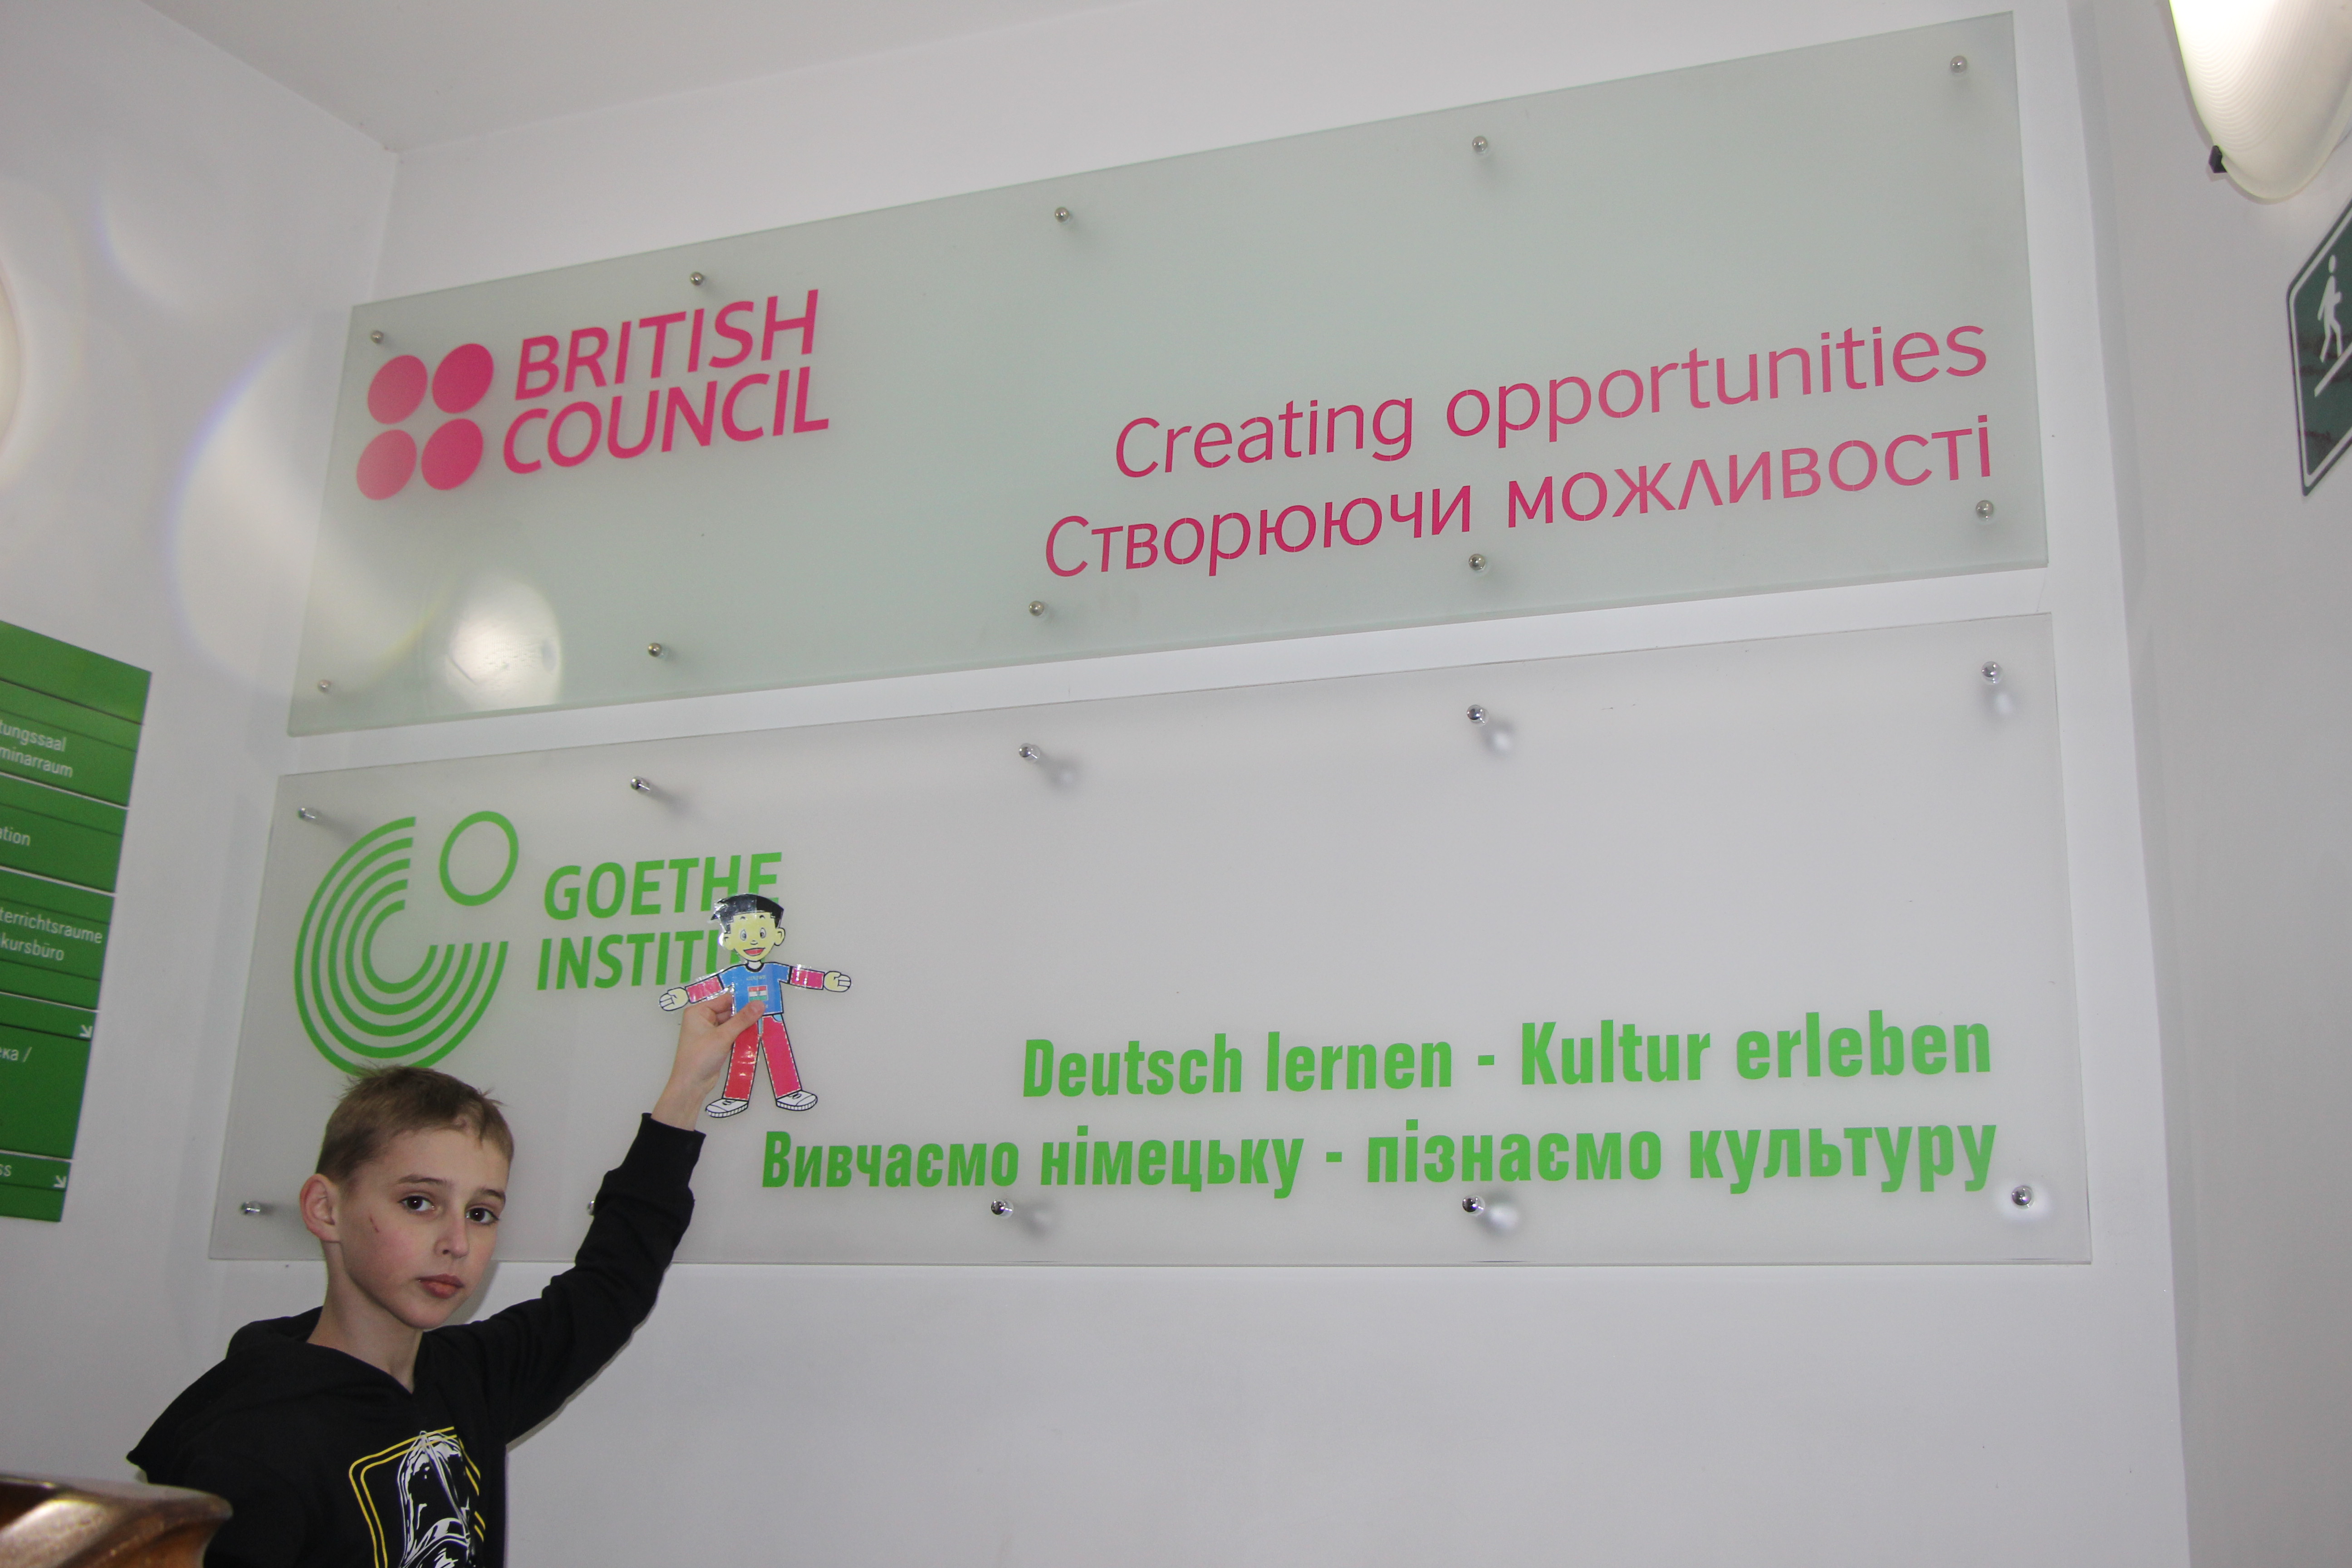 BRITISH
COUNCIL
Creating opportunities
Створюючи можливості
GOETHE
Deutsch lernen - Kultur erleben
Вивчаємо німецьку - пізнаємо культуру